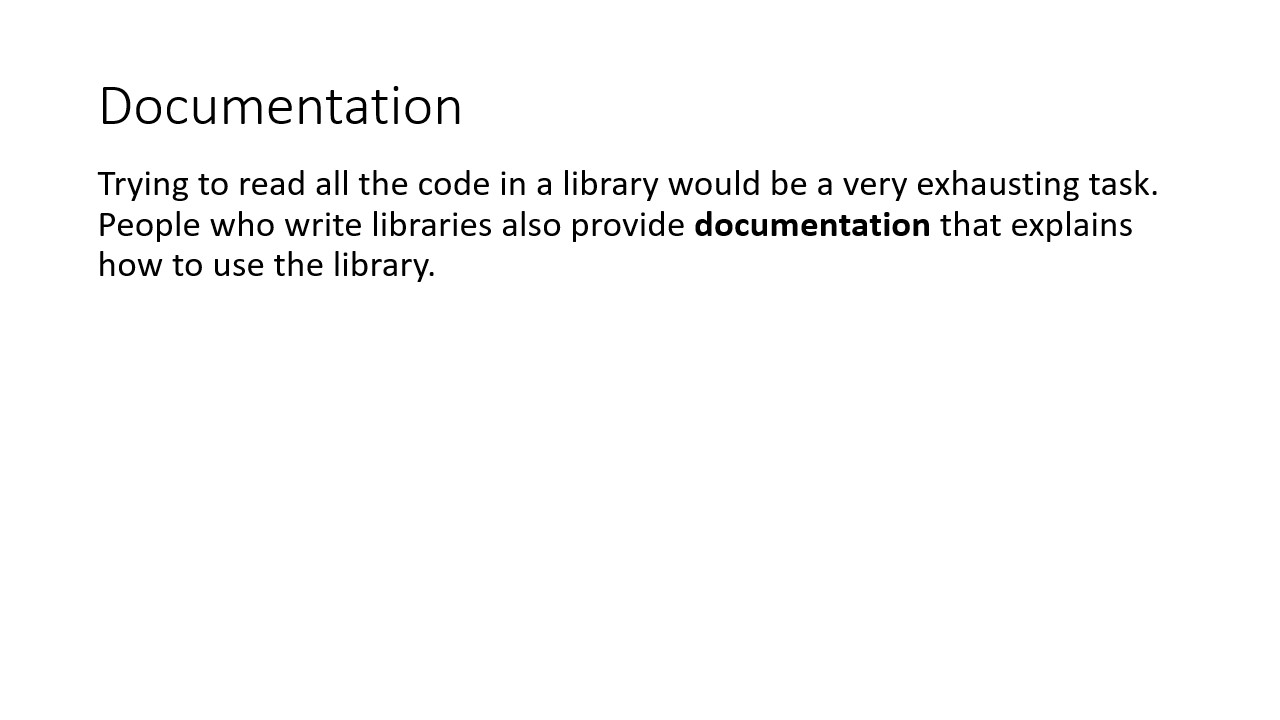 Documentation
Trying to read all the code in a library would be a very exhausting task.
People who write libraries also provide documentation that explains
how to use the library.